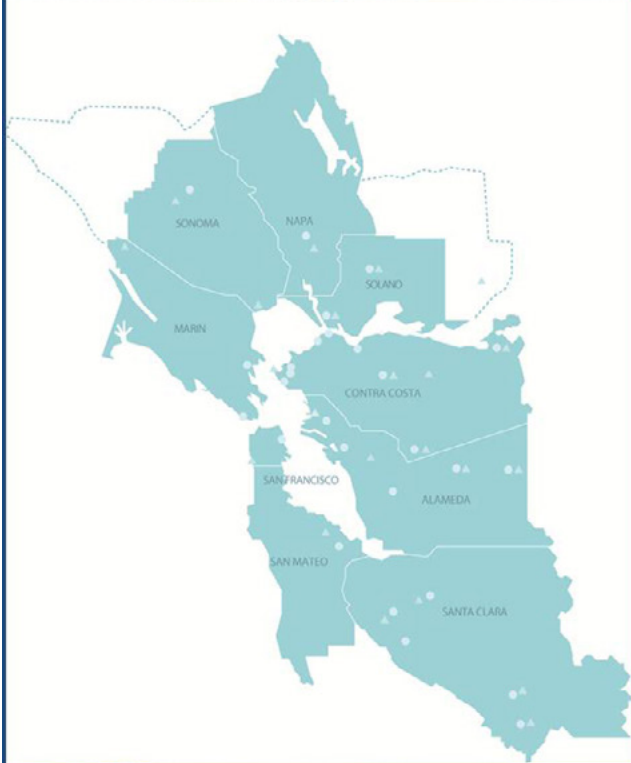 SONOMA
NAPA
SOLANO
MARIN
CONTRA COSTA
SAN FRANCISCO
ALAMEDA
SAN MATEO
SANTA CLARA